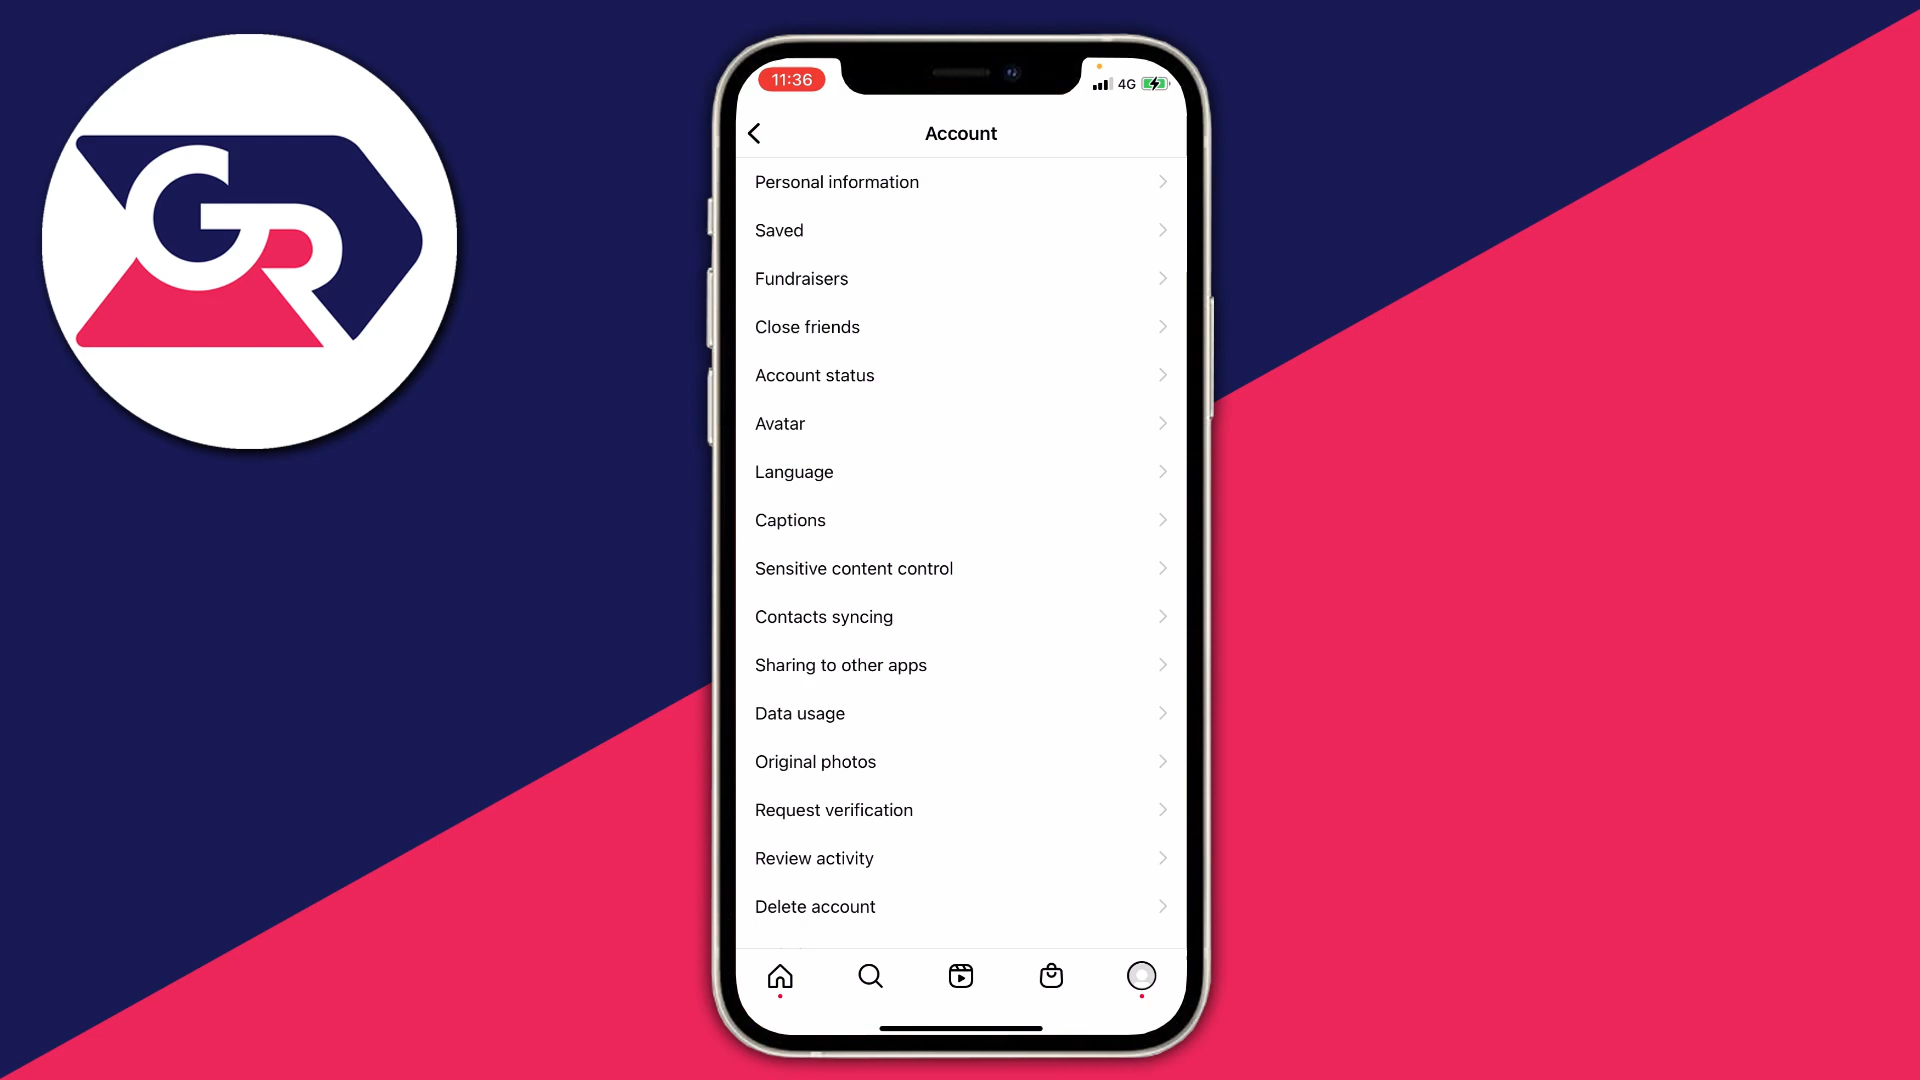 GR
11:36
4G
Account
Personal information
Saved
Fundraisers
Close friends
Account status
Avatar
Language
Captions
Sensitive content control
Contacts syncing
Sharing to other apps
Data usage
Original photos
Request verification
Review activity
Delete account